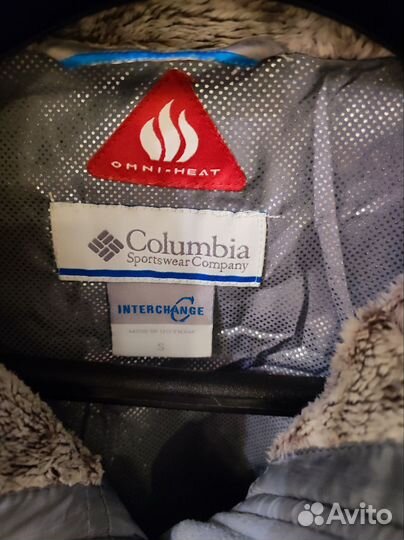 OMNI-HEAT
Columbia
Sportswear Company
INTERCHANGE
S
Avito